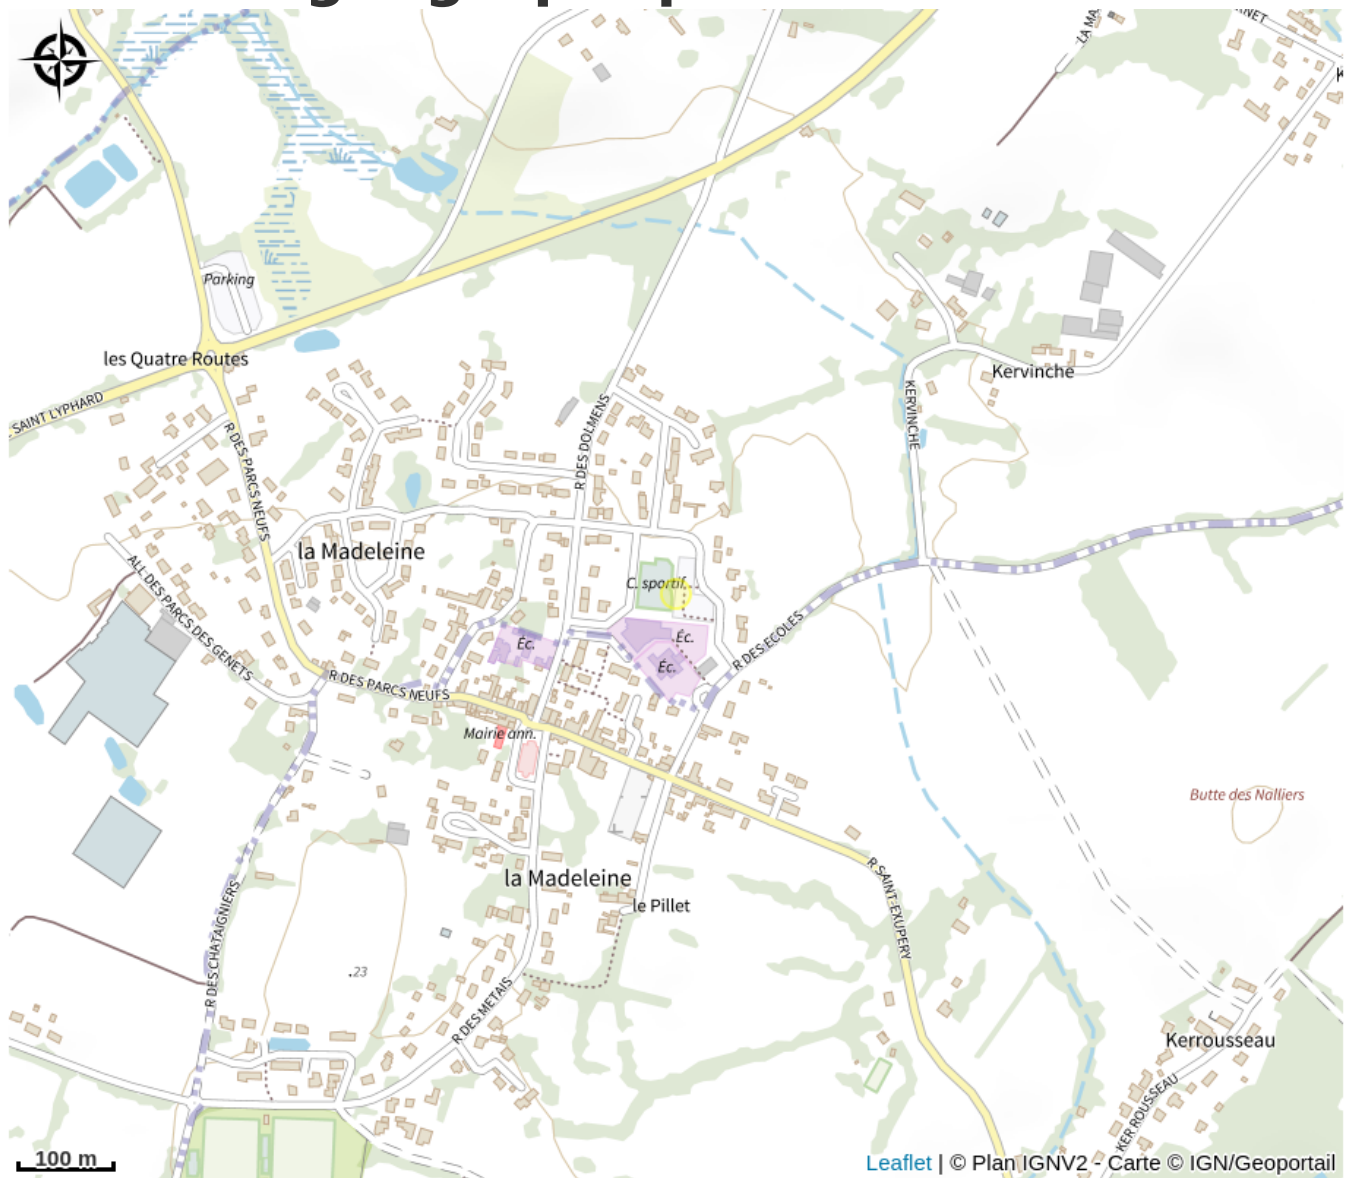 LA MA
Parking
les Quatre Routes
SAINT LYPHARD
R DES PARCS NEUFS
R DES DOLMENS
KERVINCHE
Kervinche
la Madeleine
ALL DES PARCS DES GENETS
C. sportif
Éc.
Éc.
Éc.
R DES ECOLES
R DES PARCS NEUFS
Mairie ann.
Butte des Nalliers
la Madeleine
le Pillet
R SAINT-EXUPERY
R DES CHATAIGNIERS
.23
R DES METAIS
Kerrousseau
KER ROUSSEAU
100 m
Leaflet | © Plan IGNV2 - Carte © IGN/Geoportail